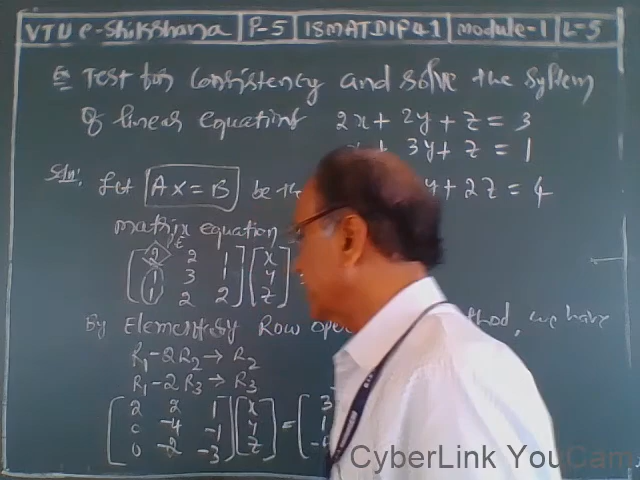 VTU e-Shikshana | P-5 | 18MATDIP41 | Module-1 | L-5
Ex Test for Consistency and solve the system
Of linear equations 2x + 2y + z = 3
x + 3y + z = 1
Soln: Let AX = B be y + 2z = 4
matrix equation
[2 2 1] [x]
[1 3 1] [y]
[1 2 2] [z]
By Elementary Row method, we have
R1 - 2R2 → R2
R1 - 2R3 → R3
[2 2 1] [x] = [3
[0 -4 -1] [y] 1
[0 -2 -3] [z]
CyberLink YouCam